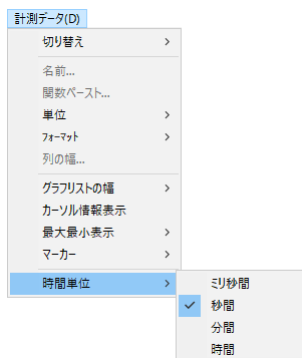 計測データ(D)
切り替え
名前...
関数ペースト...
単位
フォーマット
列の幅...
グラフリストの幅
カーソル情報表示
最大最小表示
マーカー
時間単位
ミリ秒間
秒間
分間
時間